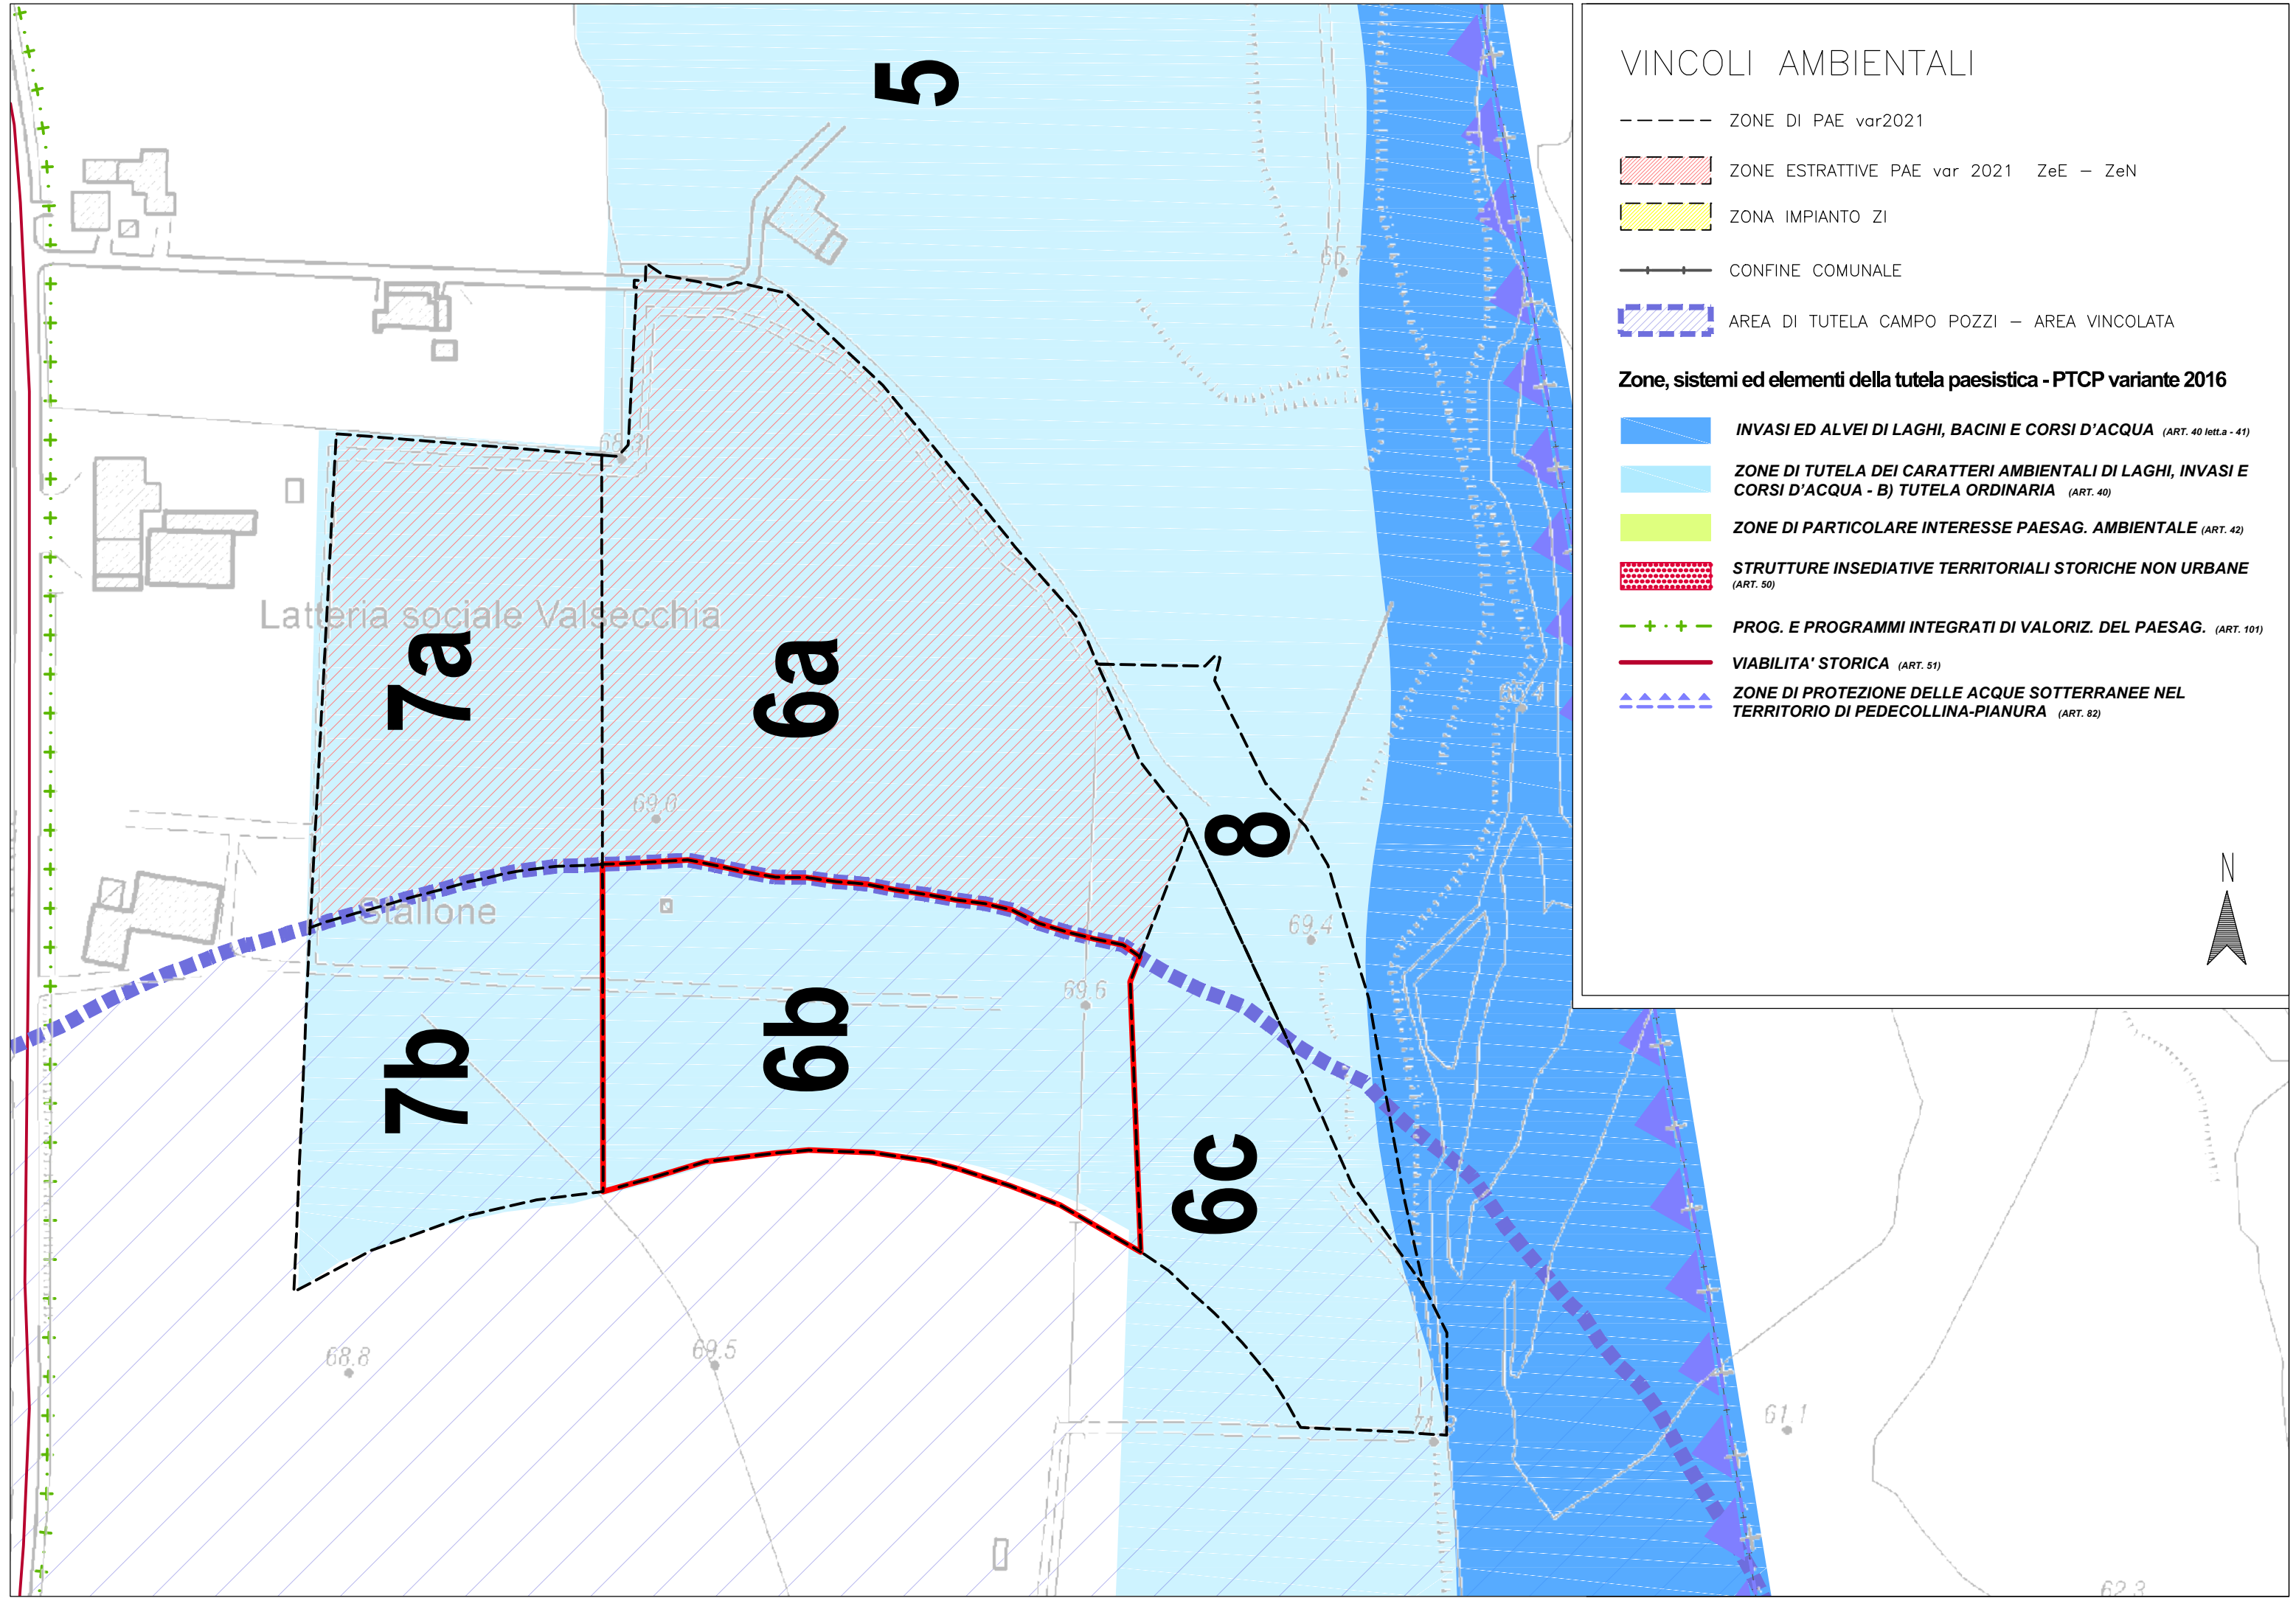 5
65.7
68.3
Latteria sociale Valsecchia
7a
6a
69.0
8
Stallone
69.4
69.6
7b
6b
6c
68.8
69.5
61.1
62.3
VINCOLI AMBIENTALI
ZONE DI PAE var2021
ZONE ESTRATTIVE PAE var 2021 ZeE – ZeN
ZONA IMPIANTO ZI
CONFINE COMUNALE
AREA DI TUTELA CAMPO POZZI – AREA VINCOLATA
Zone, sistemi ed elementi della tutela paesistica - PTCP variante 2016
INVASI ED ALVEI DI LAGHI, BACINI E CORSI D'ACQUA (ART. 40 lett.a - 41)
ZONE DI TUTELA DEI CARATTERI AMBIENTALI DI LAGHI, INVASI E
CORSI D'ACQUA - B) TUTELA ORDINARIA (ART. 40)
ZONE DI PARTICOLARE INTERESSE PAESAG. AMBIENTALE (ART. 42)
STRUTTURE INSEDIATIVE TERRITORIALI STORICHE NON URBANE
(ART. 50)
PROG. E PROGRAMMI INTEGRATI DI VALORIZ. DEL PAESAG. (ART. 101)
VIABILITA' STORICA (ART. 51)
ZONE DI PROTEZIONE DELLE ACQUE SOTTERRANEE NEL
TERRITORIO DI PEDECOLLINA-PIANURA (ART. 82)
N